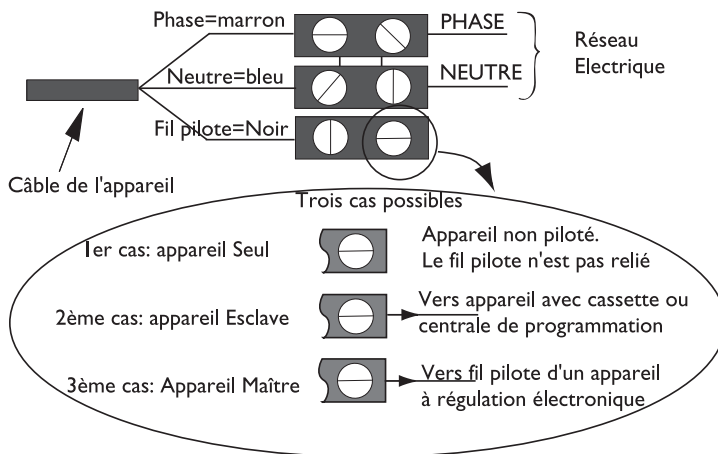 Phase=marron
PHASE
Réseau
Electrique
Neutre=bleu
NEUTRE
Fil pilote=Noir
Câble de l'appareil
Trois cas possibles
1er cas: appareil Seul
Appareil non piloté.
Le fil pilote n'est pas relié
2ème cas: appareil Esclave
Vers appareil avec cassette ou
centrale de programmation
3ème cas: Appareil Maître
Vers fil pilote d'un appareil
à régulation électronique